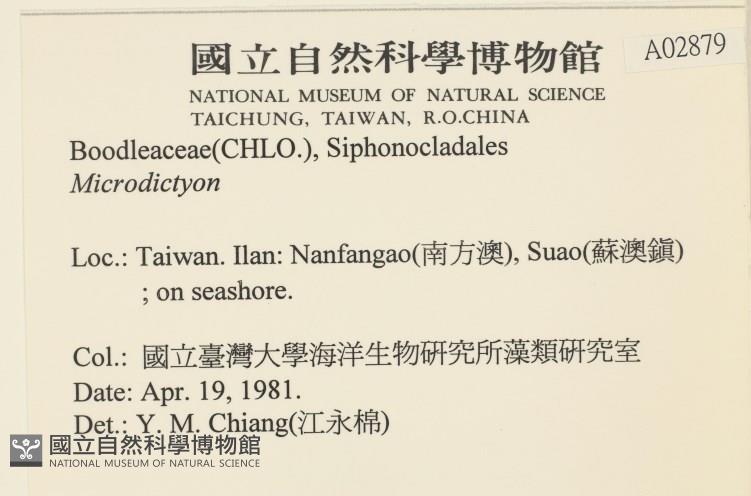 國立自然科學博物館
A02879
NATIONAL MUSEUM OF NATURAL SCIENCE
TAICHUNG, TAIWAN, R.O.CHINA
Boodleaceae(CHLO.), Siphonocladales
Microdictyon
Loc.: Taiwan. Ilan: Nanfangao(南方澳), Suao(蘇澳鎭)
; on seashore.
Col.: 國立臺灣大學海洋生物研究所藻類研究室
Date: Apr. 19, 1981.
Det.: Y. M. Chiang(江永棉)
國立自然科學博物館
NATIONAL MUSEUM OF NATURAL SCIENCE